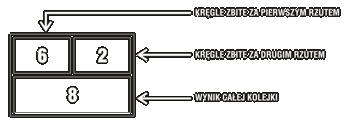 KRĘGLE ZBITE ZA PIERWSZYM RZUTEM
6 2
KRĘGLE ZBITE ZA DRUGIM RZUTEM
8
WYNIK CAŁEJ KOLEJKI